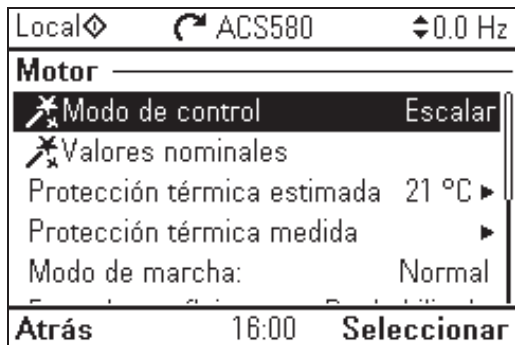 Local ACS580 0.0 Hz
Motor
Modo de control Escalar
Valores nominales
Protección térmica estimada 21 °C
Protección térmica medida
Modo de marcha: Normal
Atrás 16:00 Seleccionar